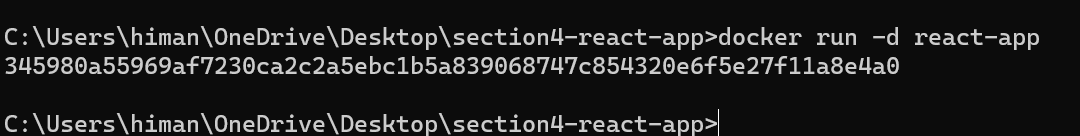 C:\Users\himan\OneDrive\Desktop\section4-react-app>docker run -d react-app
345980a55969af7230ca2c2a5ebc1b5a839068747c854320e6f5e27f11a8e4a0
C:\Users\himan\OneDrive\Desktop\section4-react-app>